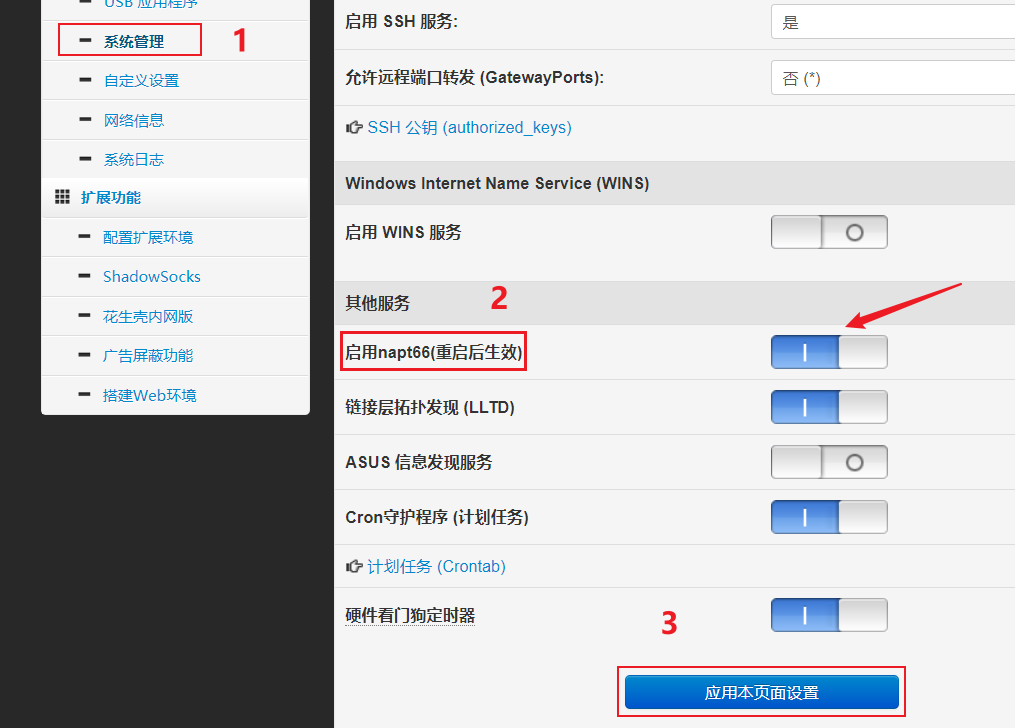 USB 应用程序
系统管理
1
自定义设置
网络信息
系统日志
扩展功能
配置扩展环境
ShadowSocks
花生壳内网版
广告屏蔽功能
搭建Web环境
启用 SSH 服务:
是
允许远程端口转发 (GatewayPorts):
否 (*)
SSH 公钥 (authorized_keys)
Windows Internet Name Service (WINS)
启用 WINS 服务
其他服务
2
启用napt66(重启后生效)
链接层拓扑发现 (LLTD)
ASUS 信息发现服务
Cron守护程序 (计划任务)
计划任务 (Crontab)
硬件看门狗定时器
3
应用本页面设置